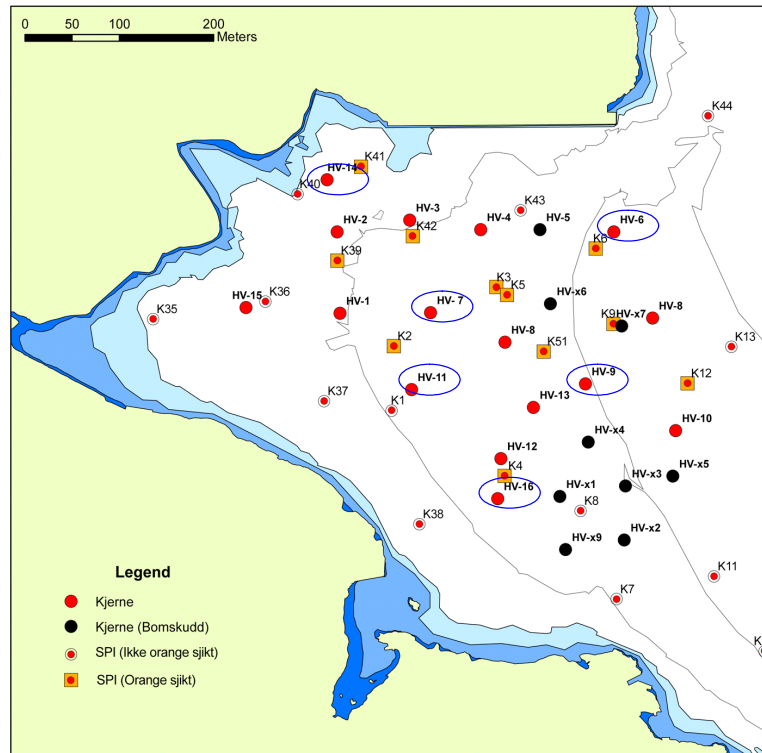 0 50 100 200
Meters
K44
K41
HV-14
K40
K43
HV-3
HV-2
K42
HV-4
HV-5
HV-6
K6
K39
K3
K5
K36
K35
HV-15
HV-1
HV- 7
HV-x6
K9
HV-x7
HV-8
K2
HV-8
K51
K13
HV-11
HV-9
K12
K37
K1
HV-13
HV-10
HV-x4
HV-12
K4
HV-x3
HV-x5
HV-16
HV-x1
K8
K38
HV-x2
HV-x9
K11
K7
K
Legend
Kjerne
Kjerne (Bomskudd)
SPI (Ikke orange sjikt)
SPI (Orange sjikt)